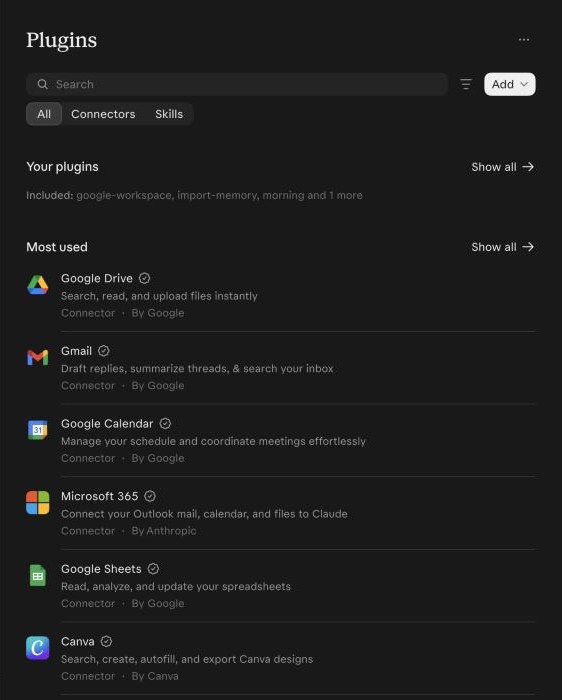 Plugins
Search
Add
All Connectors Skills
Your plugins Show all →
Included: google-workspace, import-memory, morning and 1 more
Most used Show all →
Google Drive
Search, read, and upload files instantly
Connector · By Google
Gmail
Draft replies, summarize threads, & search your inbox
Connector · By Google
31
Google Calendar
Manage your schedule and coordinate meetings effortlessly
Connector · By Google
Microsoft 365
Connect your Outlook mail, calendar, and files to Claude
Connector · By Anthropic
Google Sheets
Read, analyze, and update your spreadsheets
Connector · By Google
C
Canva
Search, create, autofill, and export Canva designs
Connector · By Canva